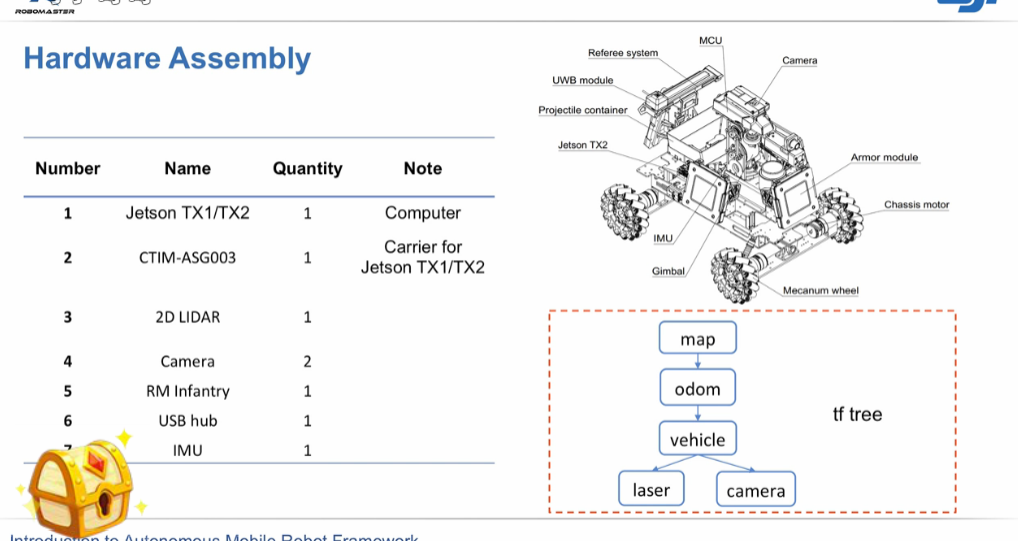 ROBOMASTER
Hardware Assembly
Number Name Quantity Note
1 Jetson TX1/TX2 1 Computer
2 CTIM-ASG003 1 Carrier for
Jetson TX1/TX2
3 2D LIDAR 1
4 Camera 2
5 RM Infantry 1
6 USB hub 1
IMU 1
MCU
Referee system
Camera
UWB module
Projectile container
Jetson TX2
Armor module
Chassis motor
IMU
Gimbal
Mecanum wheel
map
odom
tf tree
vehicle
laser camera
Introduction to Autonomous Mobile Robot Framework